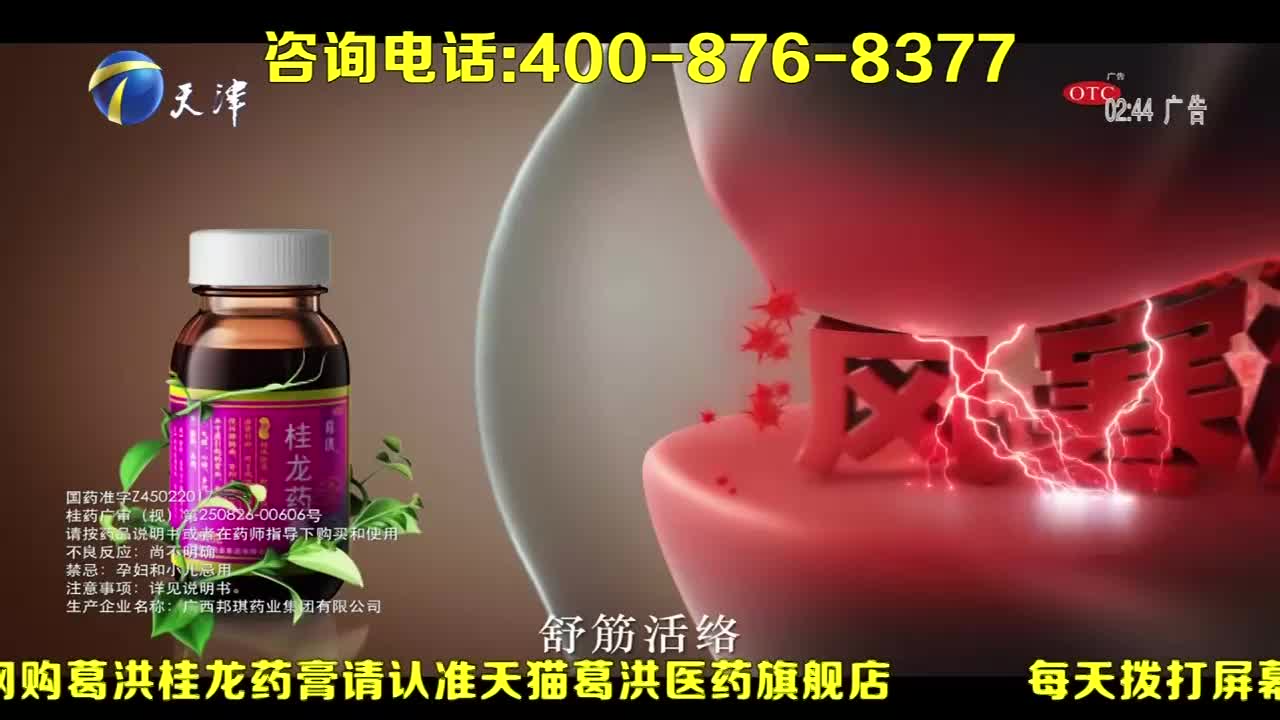 咨询电话:400-876-8377
天津
广告
OTC
02:44 广告
风寒
葛洪
桂龙药
国药准字Z4502201
桂药广审（视）第250826-00606号
请按药品说明书或者在药师指导下购买和使用
不良反应：尚不明确
禁忌：孕妇和小儿忌用
注意事项：详见说明书。
生产企业名称：广西邦琪药业集团有限公司
舒筋活络
网购葛洪桂龙药膏请认准天猫葛洪医药旗舰店 每天拨打屏幕